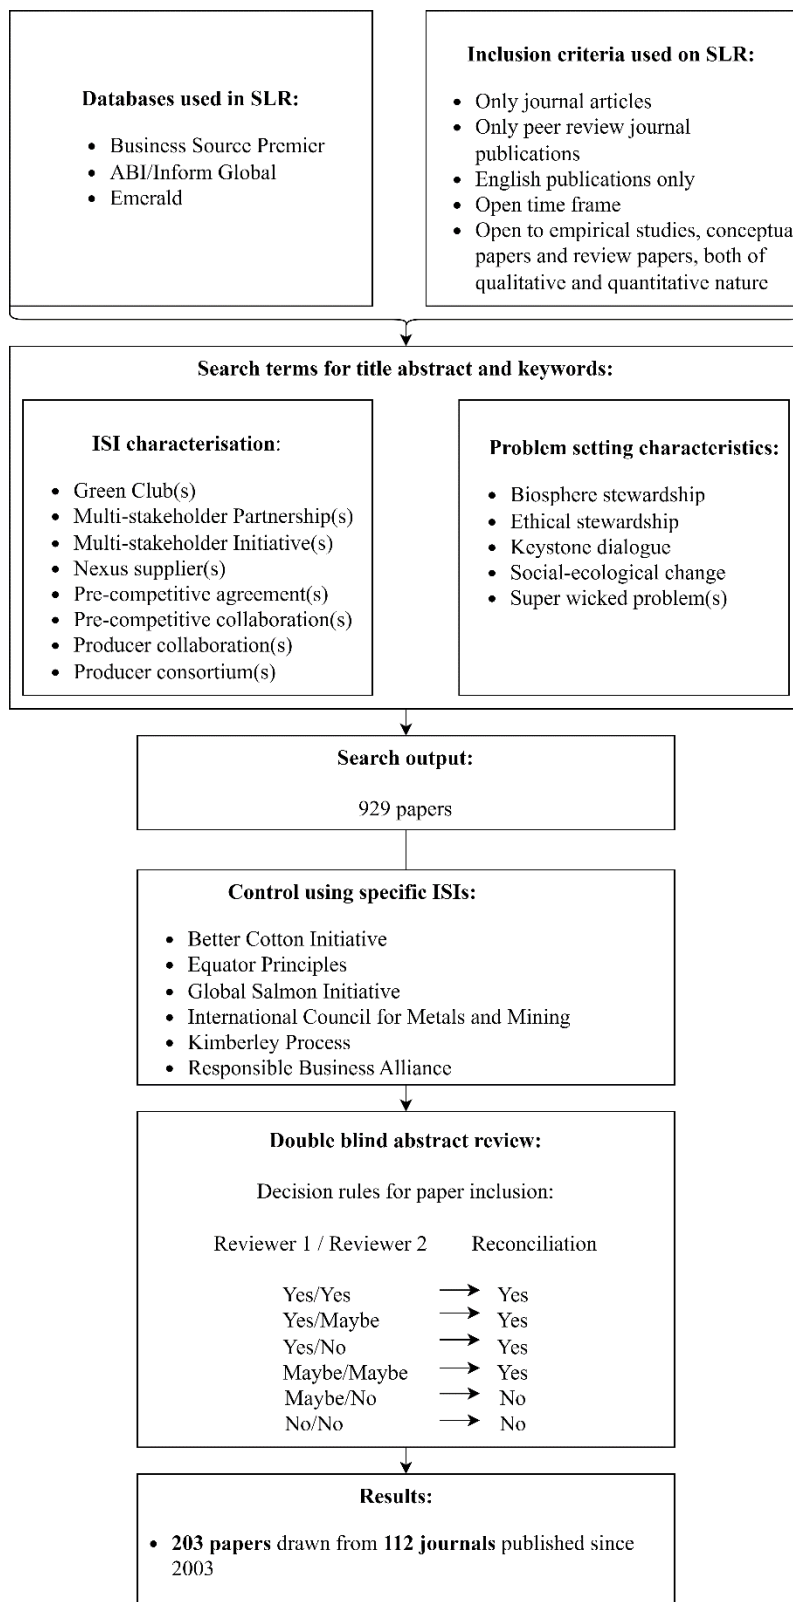 Databases used in SLR:
• Business Source Premier
• ABI/Inform Global
• Emerald
Inclusion criteria used on SLR:
• Only journal articles
• Only peer review journal
publications
• English publications only
• Open time frame
• Open to empirical studies, conceptua
papers and review papers, both of
qualitative and quantitative nature
Search terms for title abstract and keywords:
ISI characterisation:
• Green Club(s)
• Multi-stakeholder Partnership(s)
• Multi-stakeholder Initiative(s)
• Nexus supplier(s)
• Pre-competitive agreement(s)
• Pre-competitive collaboration(s)
• Producer collaboration(s)
• Producer consortium(s)
Problem setting characteristics:
• Biosphere stewardship
• Ethical stewardship
• Keystone dialogue
• Social-ecological change
• Super wicked problem(s)
Search output:
929 papers
Control using specific ISIs:
• Better Cotton Initiative
• Equator Principles
• Global Salmon Initiative
• International Council for Metals and Mining
• Kimberley Process
• Responsible Business Alliance
Double blind abstract review:
Decision rules for paper inclusion:
Reviewer 1 / Reviewer 2 Reconciliation
Yes/Yes → Yes
Yes/Maybe → Yes
Yes/No → Yes
Maybe/Maybe → Yes
Maybe/No → No
No/No → No
Results:
• 203 papers drawn from 112 journals published since
2003